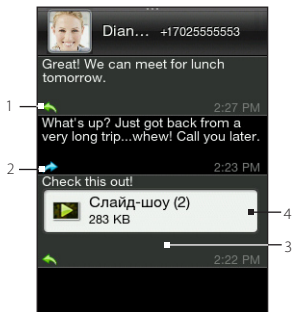 Dian... +17025555553
Great! We can meet for lunch
tomorrow.
1
2:27 PM
What's up? Just got back from a
very long trip...whew! Call you later.
2
2:23 PM
Check this out!
Слайд-шоу (2)
283 KB
4
3
2:22 PM